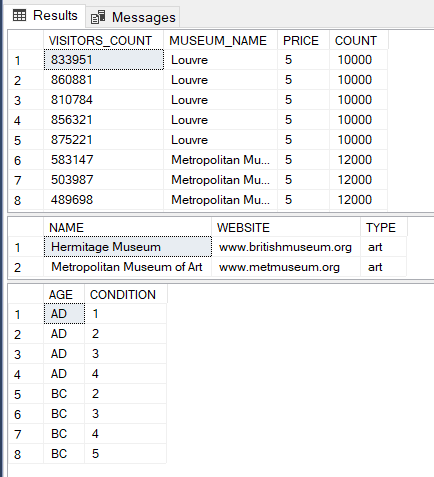 Results Messages
VISITORS_COUNT MUSEUM_NAME PRICE COUNT
1 833951 Louvre 5 10000
2 860881 Louvre 5 10000
3 810784 Louvre 5 10000
4 856321 Louvre 5 10000
5 875221 Louvre 5 10000
6 583147 Metropolitan Mu... 5 12000
7 503987 Metropolitan Mu... 5 12000
8 489698 Metropolitan Mu... 5 12000
NAME WEBSITE TYPE
1 Hermitage Museum www.britishmuseum.org art
2 Metropolitan Museum of Art www.metmuseum.org art
AGE CONDITION
1 AD 1
2 AD 2
3 AD 3
4 AD 4
5 BC 2
6 BC 3
7 BC 4
8 BC 5